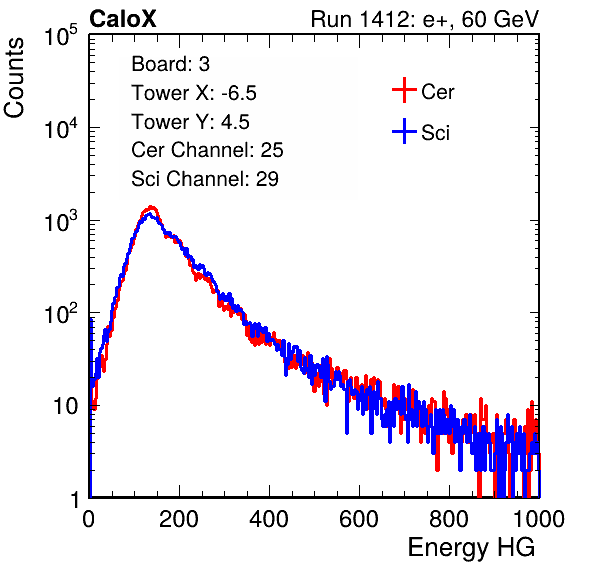 CaloX Run 1412: e+, 60 GeV
Counts
10^5
10^4
10^3
10^2
10
1
Board: 3
Tower X: -6.5
Tower Y: 4.5
Cer Channel: 25
Sci Channel: 29
Cer
Sci
0 200 400 600 800 1000
Energy HG